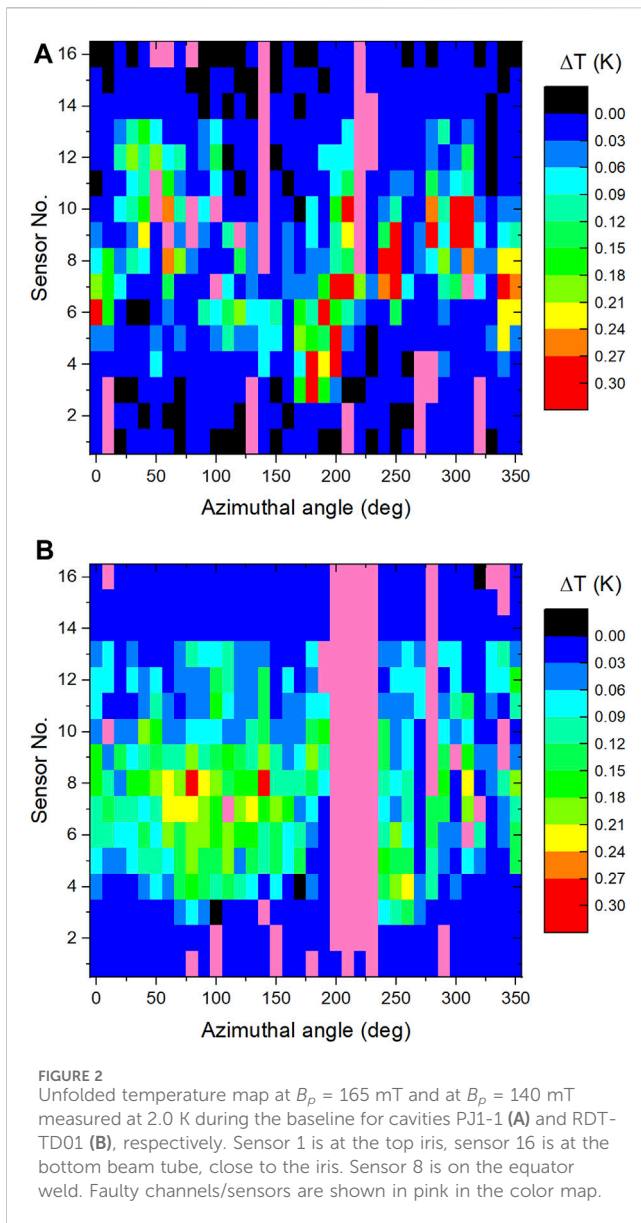 A
16
14
12
10
8
6
4
2
Sensor No.
0 50 100 150 200 250 300 350
Azimuthal angle (deg)
ΔT (K)
0.00
0.03
0.06
0.09
0.12
0.15
0.18
0.21
0.24
0.27
0.30
B
16
14
12
10
8
6
4
2
Sensor No.
0 50 100 150 200 250 300 350
Azimuthal angle (deg)
ΔT (K)
0.00
0.03
0.06
0.09
0.12
0.15
0.18
0.21
0.24
0.27
0.30
FIGURE 2
Unfolded temperature map at Bp = 165 mT and at Bp = 140 mT
measured at 2.0 K during the baseline for cavities PJ1-1 (A) and RDT-
TD01 (B), respectively. Sensor 1 is at the top iris, sensor 16 is at the
bottom beam tube, close to the iris. Sensor 8 is on the equator
weld. Faulty channels/sensors are shown in pink in the color map.